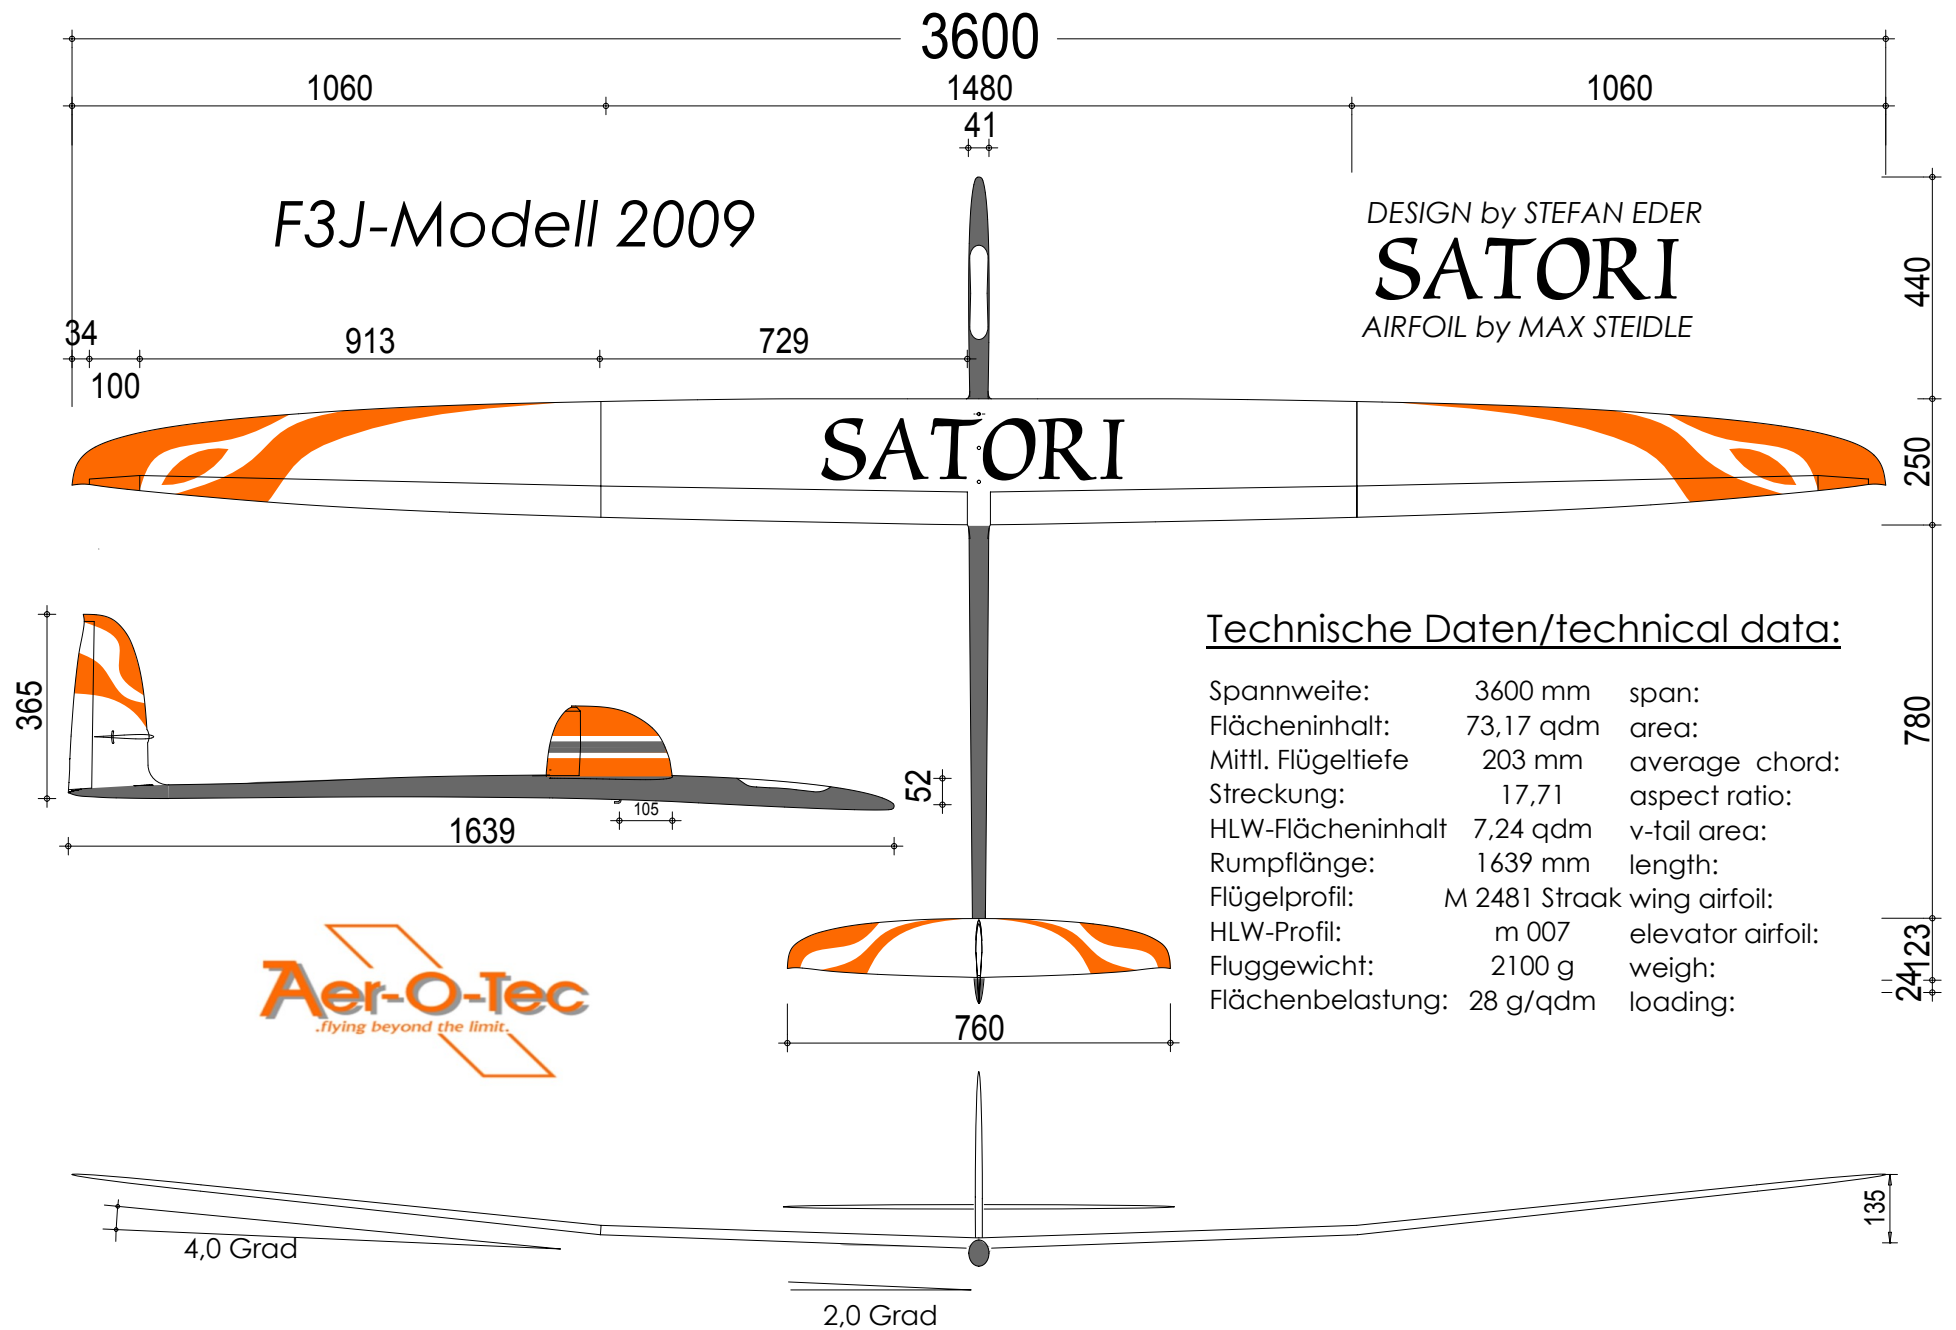 3600
1060 1480 1060
41
F3J-Modell 2009
DESIGN by STEFAN EDER
SATORI
AIRFOIL by MAX STEIDLE
440
34 913 729
100
SATORI
250
Technische Daten/technical data:
Spannweite: 3600 mm span:
Flächeninhalt: 73,17 qdm area:
Mittl. Flügeltiefe 203 mm average chord:
Streckung: 17,71 aspect ratio:
HLW-Flächeninhalt 7,24 qdm v-tail area:
Rumpflänge: 1639 mm length:
Flügelprofil: M 2481 Straak wing airfoil:
HLW-Profil: m 007 elevator airfoil:
Fluggewicht: 2100 g weigh:
Flächenbelastung: 28 g/qdm loading:
365
780
52
105
1639
123
24
Aer-O-Tec
.flying beyond the limit.
760
135
4,0 Grad
2,0 Grad